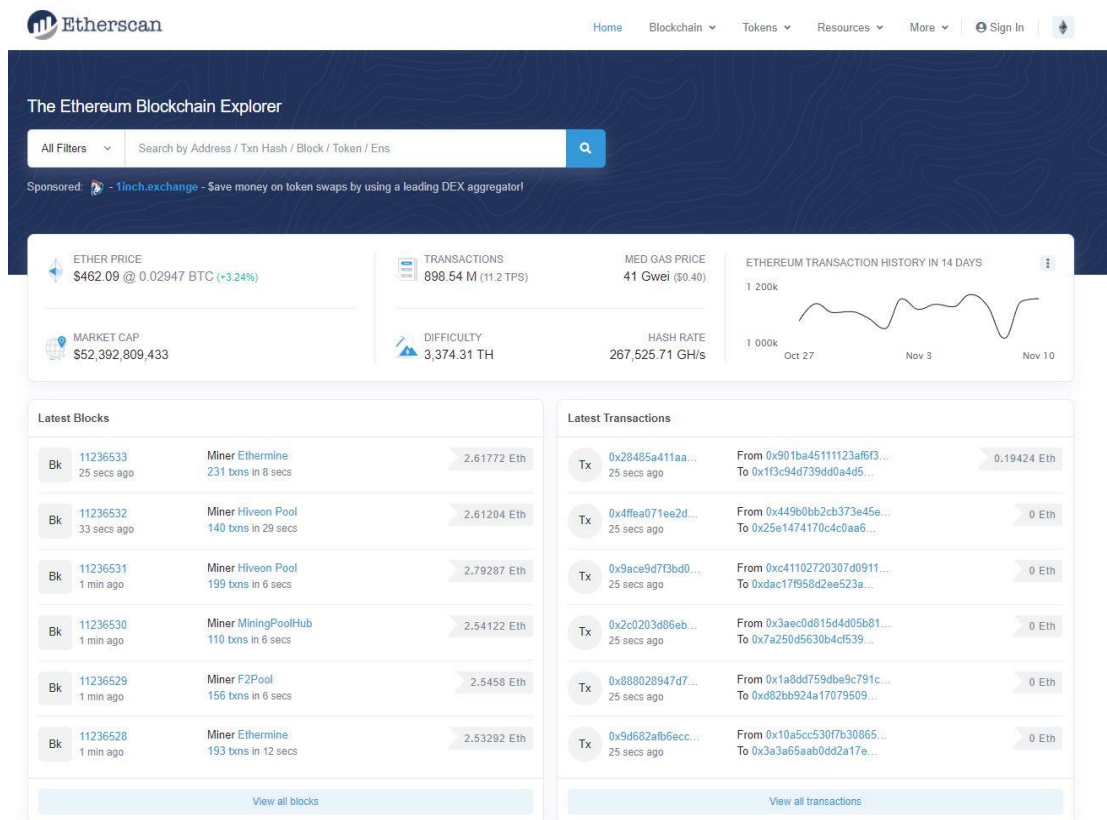 Etherscan
Home Blockchain Tokens Resources More Sign In
The Ethereum Blockchain Explorer
All Filters Search by Address / Txn Hash / Block / Token / Ens
Sponsored: - 1inch.exchange - $ave money on token swaps by using a leading DEX aggregator!
ETHER PRICE
$462.09 @ 0.02947 BTC (+3.24%)
MARKET CAP
$52,392,809,433
TRANSACTIONS
898.54 M (11.2 TPS)
MED GAS PRICE
41 Gwei ($0.40)
DIFFICULTY
3,374.31 TH
HASH RATE
267,525.71 GH/s
ETHEREUM TRANSACTION HISTORY IN 14 DAYS
1 200k
1 000k
Oct 27 Nov 3 Nov 10
Latest Blocks
Bk 11236533 Miner Ethermine 2.61772 Eth
25 secs ago 231 txns in 8 secs
Bk 11236532 Miner Hiveon Pool 2.61204 Eth
33 secs ago 140 txns in 29 secs
Bk 11236531 Miner Hiveon Pool 2.79287 Eth
1 min ago 199 txns in 6 secs
Bk 11236530 Miner MiningPoolHub 2.54122 Eth
1 min ago 110 txns in 6 secs
Bk 11236529 Miner F2Pool 2.5458 Eth
1 min ago 156 txns in 6 secs
Bk 11236528 Miner Ethermine 2.53292 Eth
1 min ago 193 txns in 12 secs
View all blocks
Latest Transactions
Tx 0x28485a411aa... From 0x901ba45111123af6f3... 0.19424 Eth
25 secs ago To 0x1f3c94d739dd0a4d5...
Tx 0x4ffea071ee2d... From 0x449b0bb2cb373e45e... 0 Eth
25 secs ago To 0x25e1474170c4c0aa6...
Tx 0x9ace9d7f3bd0... From 0xc41102720307d0911... 0 Eth
25 secs ago To 0xdac17f958d2ee523a...
Tx 0x2c0203d86eb... From 0x3aec0d815d4d05b81... 0 Eth
25 secs ago To 0x7a250d5630b4cf539...
Tx 0x888028947d7... From 0x1a8dd759dbe9c791c... 0 Eth
25 secs ago To 0xd82bb924a17079509...
Tx 0x9d682afb6ecc... From 0x10a5cc530f7b30865... 0 Eth
25 secs ago To 0x3a3a65aab0dd2a17e...
View all transactions